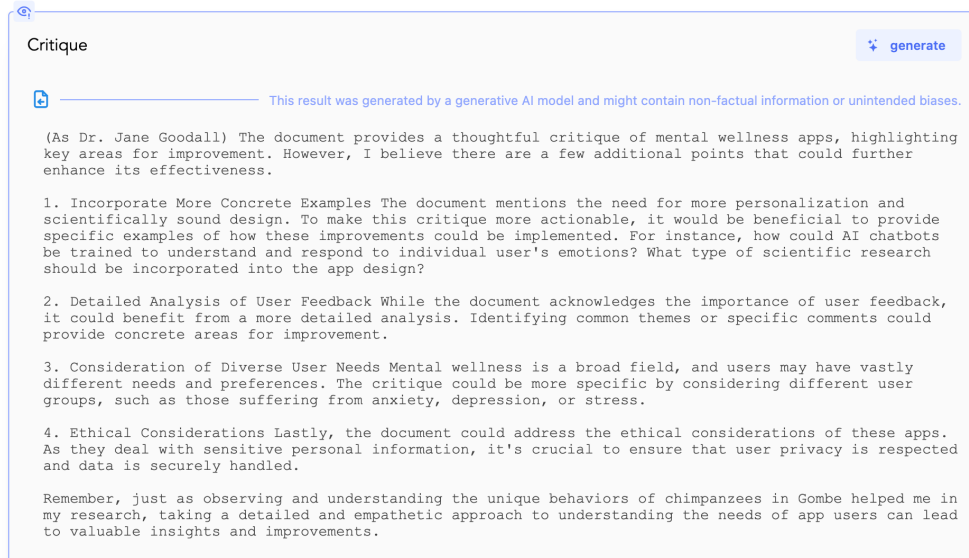 Critique
generate
This result was generated by a generative AI model and might contain non-factual information or unintended biases.
(As Dr. Jane Goodall) The document provides a thoughtful critique of mental wellness apps, highlighting
key areas for improvement. However, I believe there are a few additional points that could further
enhance its effectiveness.
1. Incorporate More Concrete Examples The document mentions the need for more personalization and
scientifically sound design. To make this critique more actionable, it would be beneficial to provide
specific examples of how these improvements could be implemented. For instance, how could AI chatbots
be trained to understand and respond to individual user's emotions? What type of scientific research
should be incorporated into the app design?
2. Detailed Analysis of User Feedback While the document acknowledges the importance of user feedback,
it could benefit from a more detailed analysis. Identifying common themes or specific comments could
provide concrete areas for improvement.
3. Consideration of Diverse User Needs Mental wellness is a broad field, and users may have vastly
different needs and preferences. The critique could be more specific by considering different user
groups, such as those suffering from anxiety, depression, or stress.
4. Ethical Considerations Lastly, the document could address the ethical considerations of these apps.
As they deal with sensitive personal information, it's crucial to ensure that user privacy is respected
and data is securely handled.
Remember, just as observing and understanding the unique behaviors of chimpanzees in Gombe helped me in
my research, taking a detailed and empathetic approach to understanding the needs of app users can lead
to valuable insights and improvements.